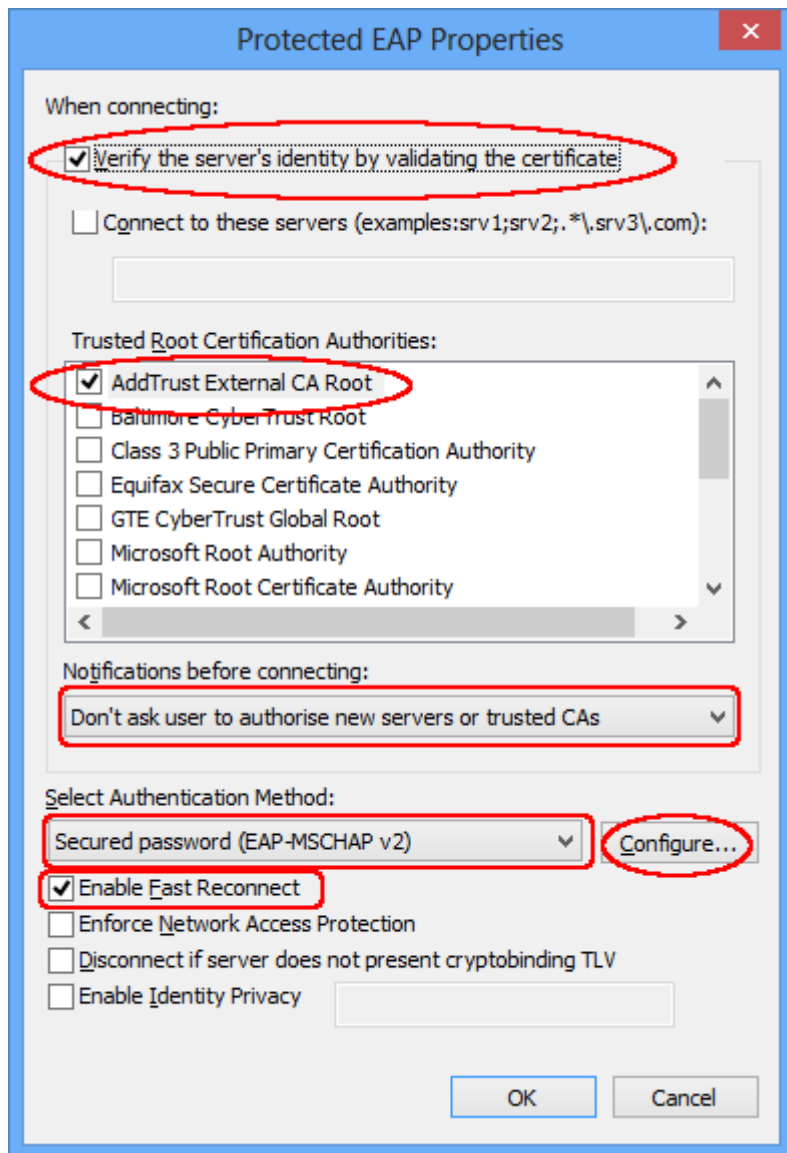 Protected EAP Properties
When connecting:
Verify the server's identity by validating the certificate
Connect to these servers (examples:srv1;srv2;.*\.srv3\.com):
Trusted Root Certification Authorities:
AddTrust External CA Root
Baltimore CyberTrust Root
Class 3 Public Primary Certification Authority
Equifax Secure Certificate Authority
GTE CyberTrust Global Root
Microsoft Root Authority
Microsoft Root Certificate Authority
Notifications before connecting:
Don't ask user to authorise new servers or trusted CAs
Select Authentication Method:
Secured password (EAP-MSCHAP v2) Configure...
Enable Fast Reconnect
Enforce Network Access Protection
Disconnect if server does not present cryptobinding TLV
Enable Identity Privacy
OK Cancel